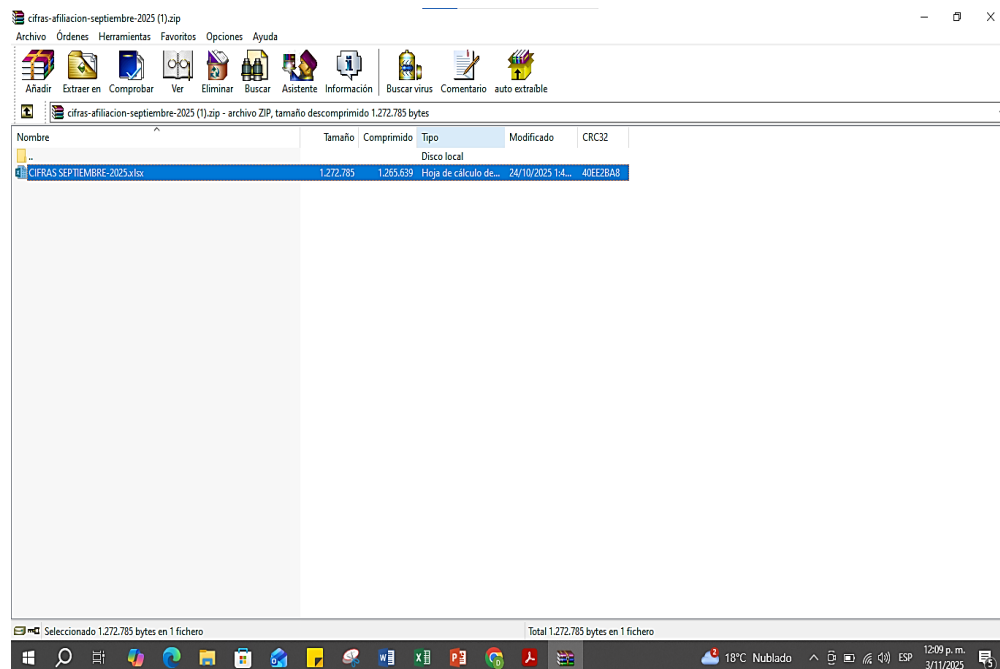 cifras-afiliacion-septiembre-2025 (1).zip
Archivo Órdenes Herramientas Favoritos Opciones Ayuda
Añadir Extraer en Comprobar Ver Eliminar Buscar Asistente Información Buscar virus Comentario auto extraíble
cifras-afiliacion-septiembre-2025 (1).zip - archivo ZIP, tamaño descomprimido 1.272.785 bytes
Nombre Tamaño Comprimido Tipo Modificado CRC32
.. Disco local
CIFRAS SEPTIEMBRE-2025.xlsx 1.272.785 1.265.639 Hoja de cálculo de... 24/10/2025 1:4... 40EE2BA8
Seleccionado 1.272.785 bytes en 1 fichero Total 1.272.785 bytes en 1 fichero
2 18°C Nublado ESP 12:09 p. m.
3/11/2025